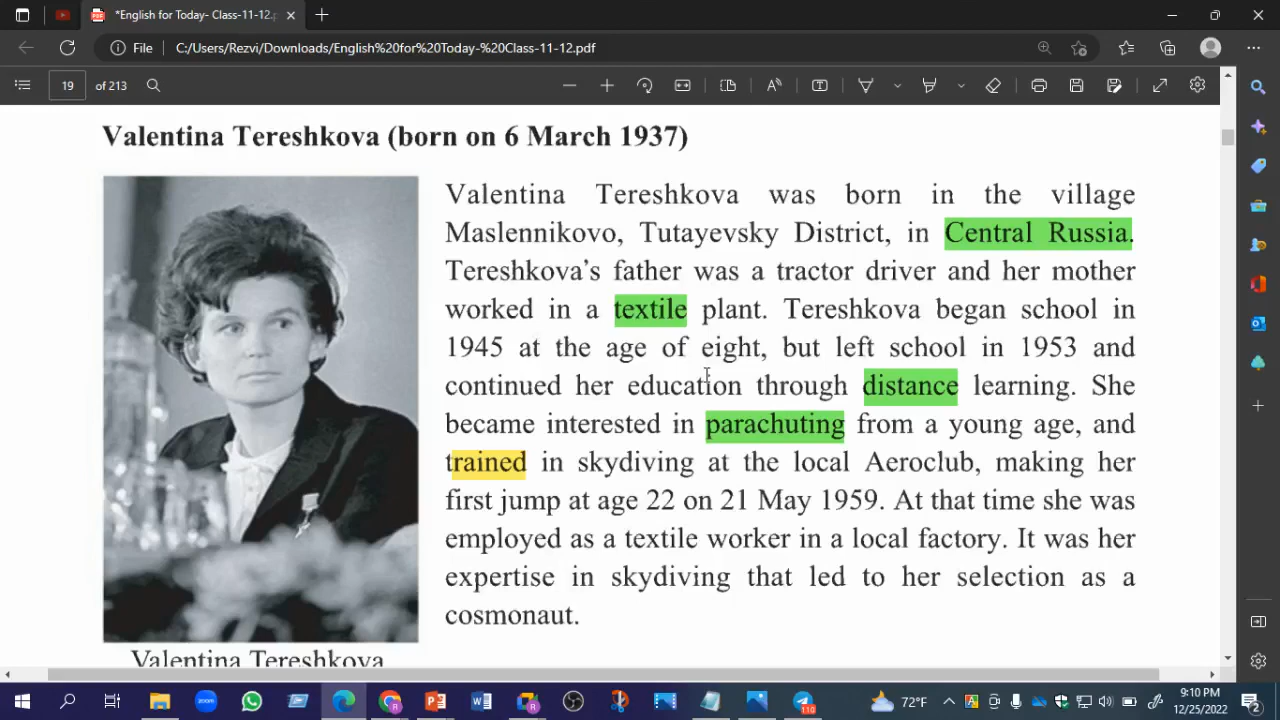 *English for Today- Class-11-12.p
File
C:/Users/Rezvi/Downloads/English%20for%20Today-%20Class-11-12.pdf
19 of 213
Valentina Tereshkova (born on 6 March 1937)
Valentina Tereshkova was born in the village
Maslennikovo, Tutayevsky District, in Central Russia.
Tereshkova's father was a tractor driver and her mother
worked in a textile plant. Tereshkova began school in
1945 at the age of eight, but left school in 1953 and
continued her education through distance learning. She
became interested in parachuting from a young age, and
trained in skydiving at the local Aeroclub, making her
first jump at age 22 on 21 May 1959. At that time she was
employed as a textile worker in a local factory. It was her
expertise in skydiving that led to her selection as a
cosmonaut.
Valentina Tereshkova
72°F
9:10 PM
12/25/2022